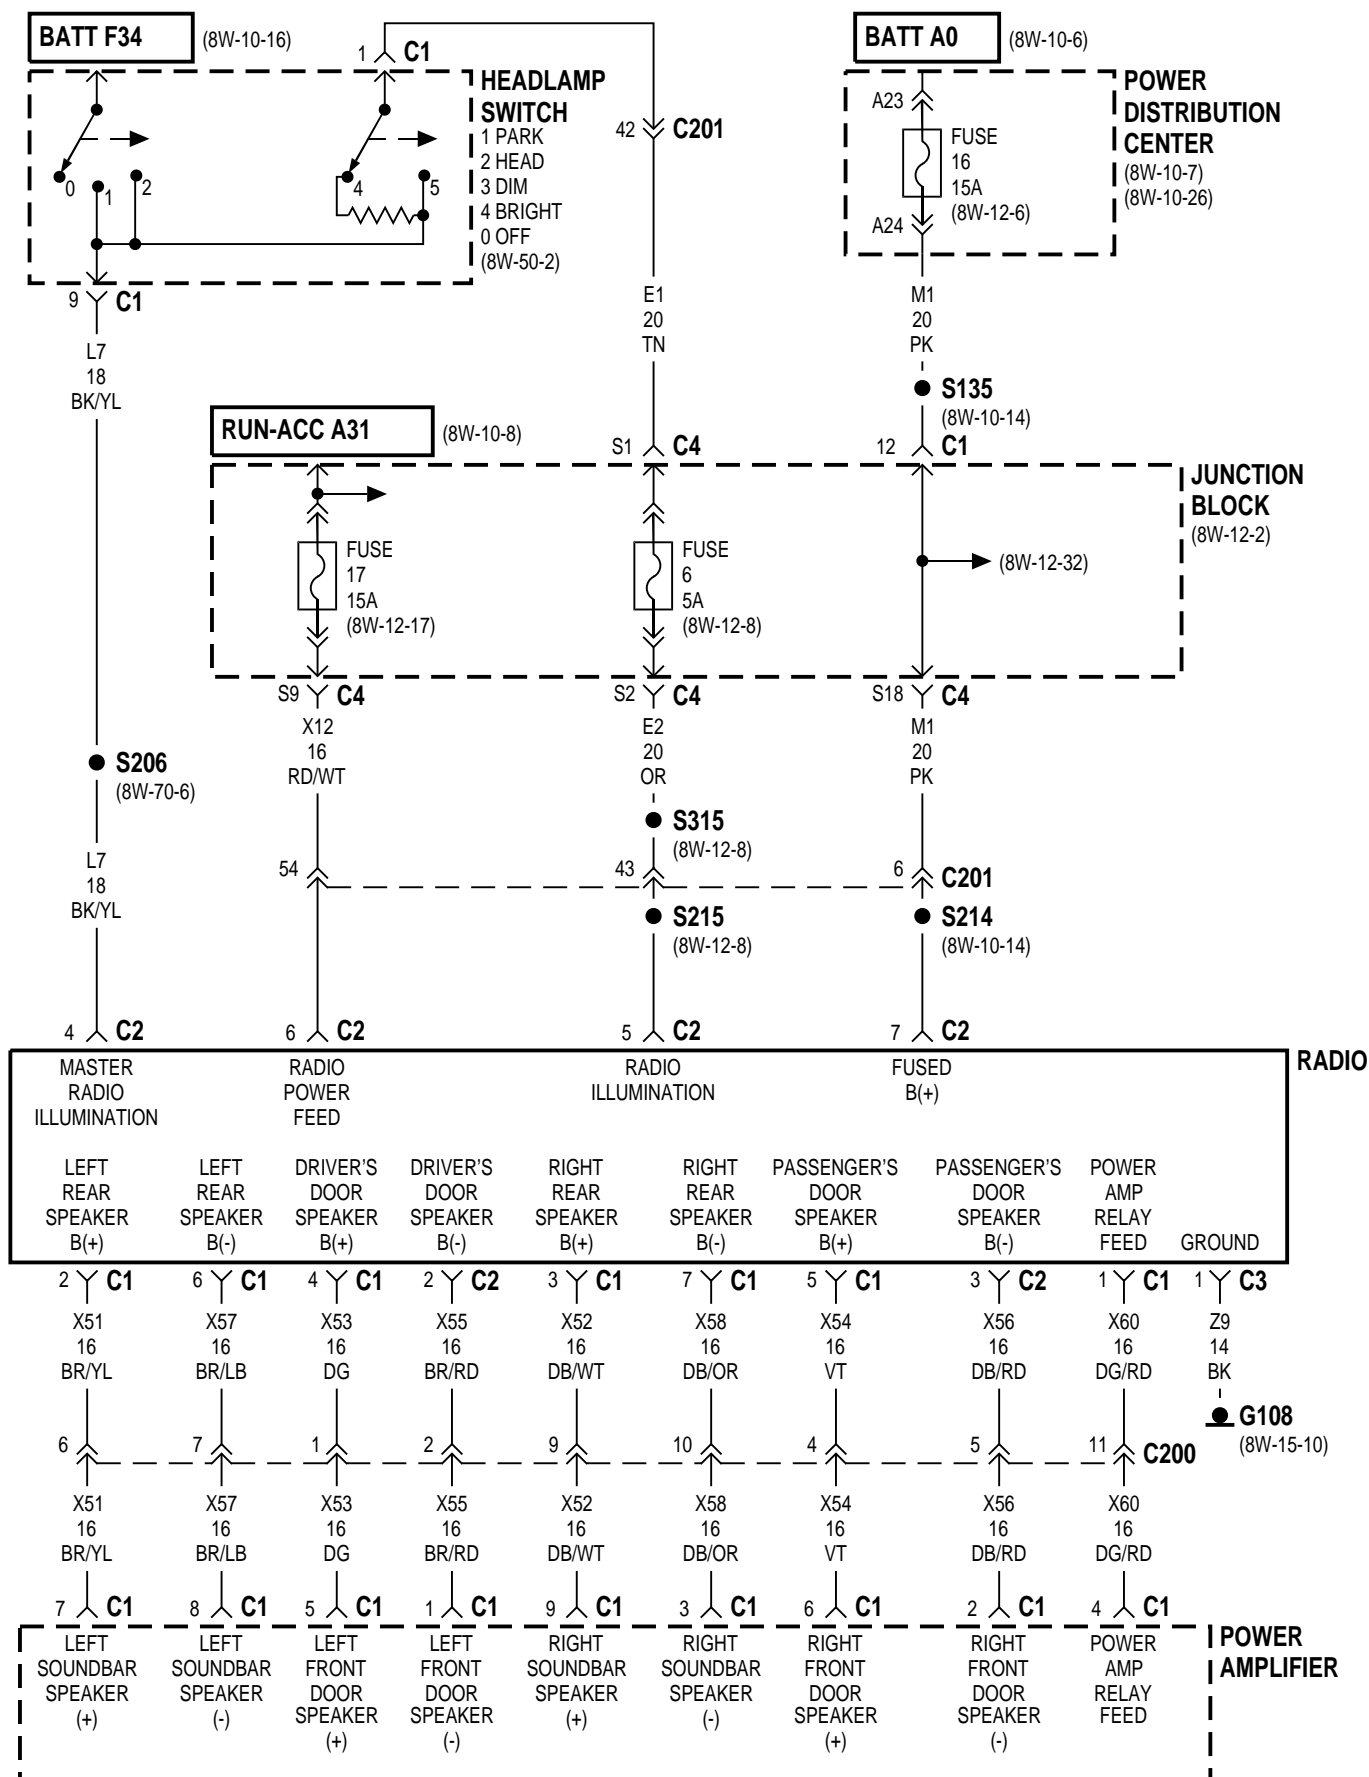 BATT F34
(8W-10-16)
1
C1
BATT A0
(8W-10-6)
HEADLAMP
SWITCH
1 PARK
2 HEAD
3 DIM
4 BRIGHT
0 OFF
(8W-50-2)
0
1
2
4
5
42
C201
A23
FUSE
16
15A
(8W-12-6)
A24
POWER
DISTRIBUTION
CENTER
(8W-10-7)
(8W-10-26)
9
C1
L7
18
BK/YL
E1
20
TN
M1
20
PK
S135
(8W-10-14)
RUN-ACC A31
(8W-10-8)
S1
C4
12
C1
JUNCTION
BLOCK
(8W-12-2)
FUSE
17
15A
(8W-12-17)
FUSE
6
5A
(8W-12-8)
(8W-12-32)
S9
C4
S2
C4
S18
C4
X12
16
RD/WT
E2
20
OR
M1
20
PK
S206
(8W-70-6)
S315
(8W-12-8)
L7
18
BK/YL
54
43
6
C201
S215
(8W-12-8)
S214
(8W-10-14)
4
C2
6
C2
5
C2
7
C2
RADIO
MASTER
RADIO
ILLUMINATION
RADIO
POWER
FEED
RADIO
ILLUMINATION
FUSED
B(+)
LEFT
REAR
SPEAKER
B(+)
LEFT
REAR
SPEAKER
B(-)
DRIVER'S
DOOR
SPEAKER
B(+)
DRIVER'S
DOOR
SPEAKER
B(-)
RIGHT
REAR
SPEAKER
B(+)
RIGHT
REAR
SPEAKER
B(-)
PASSENGER'S
DOOR
SPEAKER
B(+)
PASSENGER'S
DOOR
SPEAKER
B(-)
POWER
AMP
RELAY
FEED
GROUND
2
C1
6
C1
4
C1
2
C2
3
C1
7
C1
5
C1
3
C2
1
C1
1
C3
X51
16
BR/YL
X57
16
BR/LB
X53
16
DG
X55
16
BR/RD
X52
16
DB/WT
X58
16
DB/OR
X54
16
VT
X56
16
DB/RD
X60
16
DG/RD
Z9
14
BK
G108
(8W-15-10)
6
7
1
2
9
10
4
5
11
C200
X51
16
BR/YL
X57
16
BR/LB
X53
16
DG
X55
16
BR/RD
X52
16
DB/WT
X58
16
DB/OR
X54
16
VT
X56
16
DB/RD
X60
16
DG/RD
7
C1
8
C1
5
C1
1
C1
9
C1
3
C1
6
C1
2
C1
4
C1
POWER
AMPLIFIER
LEFT
SOUNDBAR
SPEAKER
(+)
LEFT
SOUNDBAR
SPEAKER
(-)
LEFT
FRONT
DOOR
SPEAKER
(+)
LEFT
FRONT
DOOR
SPEAKER
(-)
RIGHT
SOUNDBAR
SPEAKER
(+)
RIGHT
SOUNDBAR
SPEAKER
(-)
RIGHT
FRONT
DOOR
SPEAKER
(+)
RIGHT
FRONT
DOOR
SPEAKER
(-)
POWER
AMP
RELAY
FEED